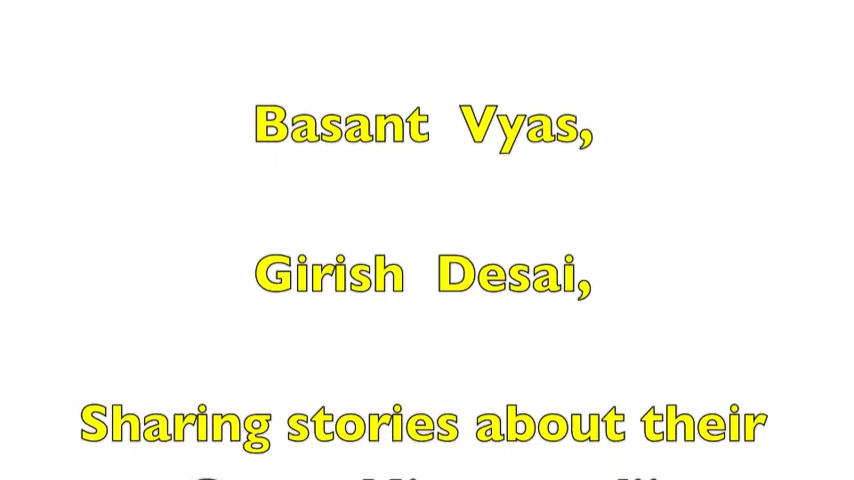 Basant Vyas,
Girish Desai,
Sharing stories about their